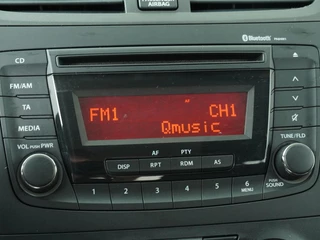 PASSENGER
AIRBAG
Bluetooth
CD
FM/AM
TA
MEDIA
VOL PUSH PWR
FM1 CH1
Qmusic
TUNE/FLD
AF PTY
DISP RPT RDM AS
1 2 3 4 5 6
MENU
PUSH
SOUND